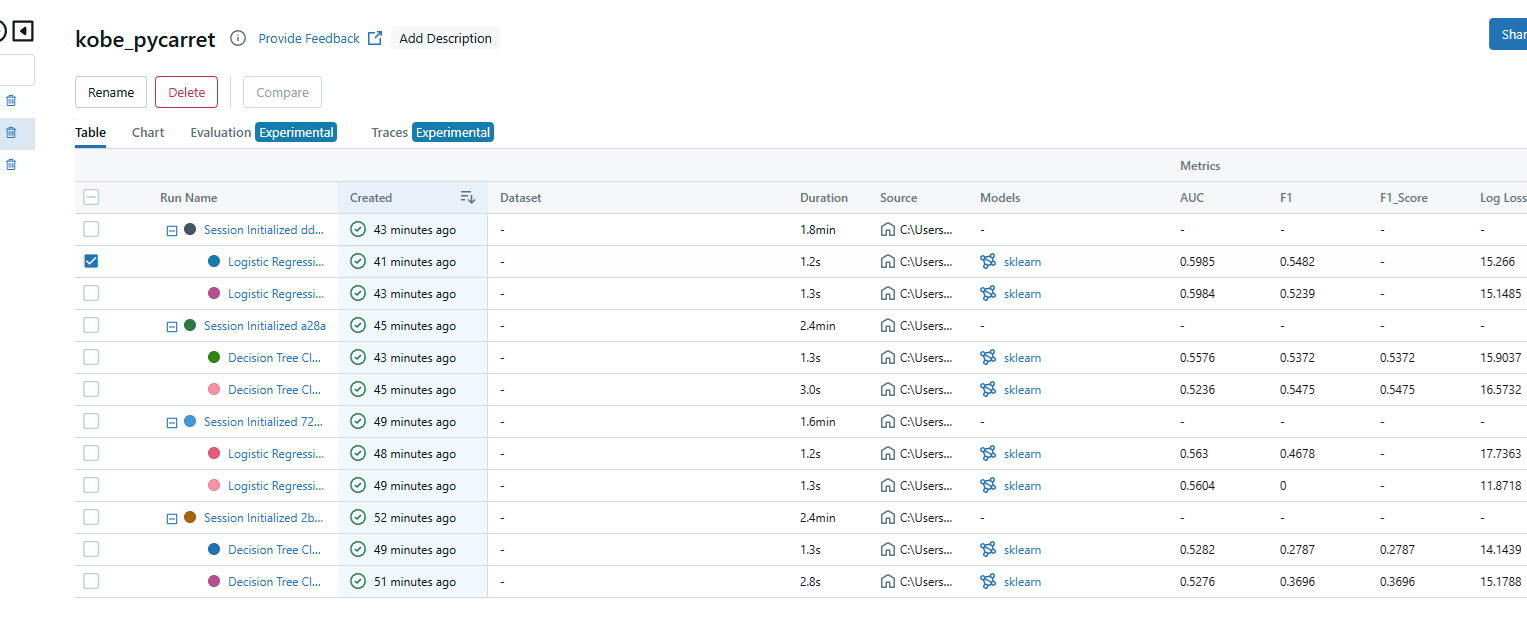 kobe_pycarret Provide Feedback Add Description
Shar
Rename Delete Compare
Table Chart Evaluation Experimental Traces Experimental
Metrics
Run Name Created Dataset Duration Source Models AUC F1 F1_Score Log Loss
Session Initialized dd... 43 minutes ago - 1.8min C:\Users... - - - - -
Logistic Regressi... 41 minutes ago - 1.2s C:\Users... sklearn 0.5985 0.5482 - 15.266
Logistic Regressi... 43 minutes ago - 1.3s C:\Users... sklearn 0.5984 0.5239 - 15.1485
Session Initialized a28a 45 minutes ago - 2.4min C:\Users... - - - - -
Decision Tree Cl... 43 minutes ago - 1.3s C:\Users... sklearn 0.5576 0.5372 0.5372 15.9037
Decision Tree Cl... 45 minutes ago - 3.0s C:\Users... sklearn 0.5236 0.5475 0.5475 16.5732
Session Initialized 72... 49 minutes ago - 1.6min C:\Users... - - - - -
Logistic Regressi... 48 minutes ago - 1.2s C:\Users... sklearn 0.563 0.4678 - 17.7363
Logistic Regressi... 49 minutes ago - 1.3s C:\Users... sklearn 0.5604 0 - 11.8718
Session Initialized 2b... 52 minutes ago - 2.4min C:\Users... - - - - -
Decision Tree Cl... 49 minutes ago - 1.3s C:\Users... sklearn 0.5282 0.2787 0.2787 14.1439
Decision Tree Cl... 51 minutes ago - 2.8s C:\Users... sklearn 0.5276 0.3696 0.3696 15.1788